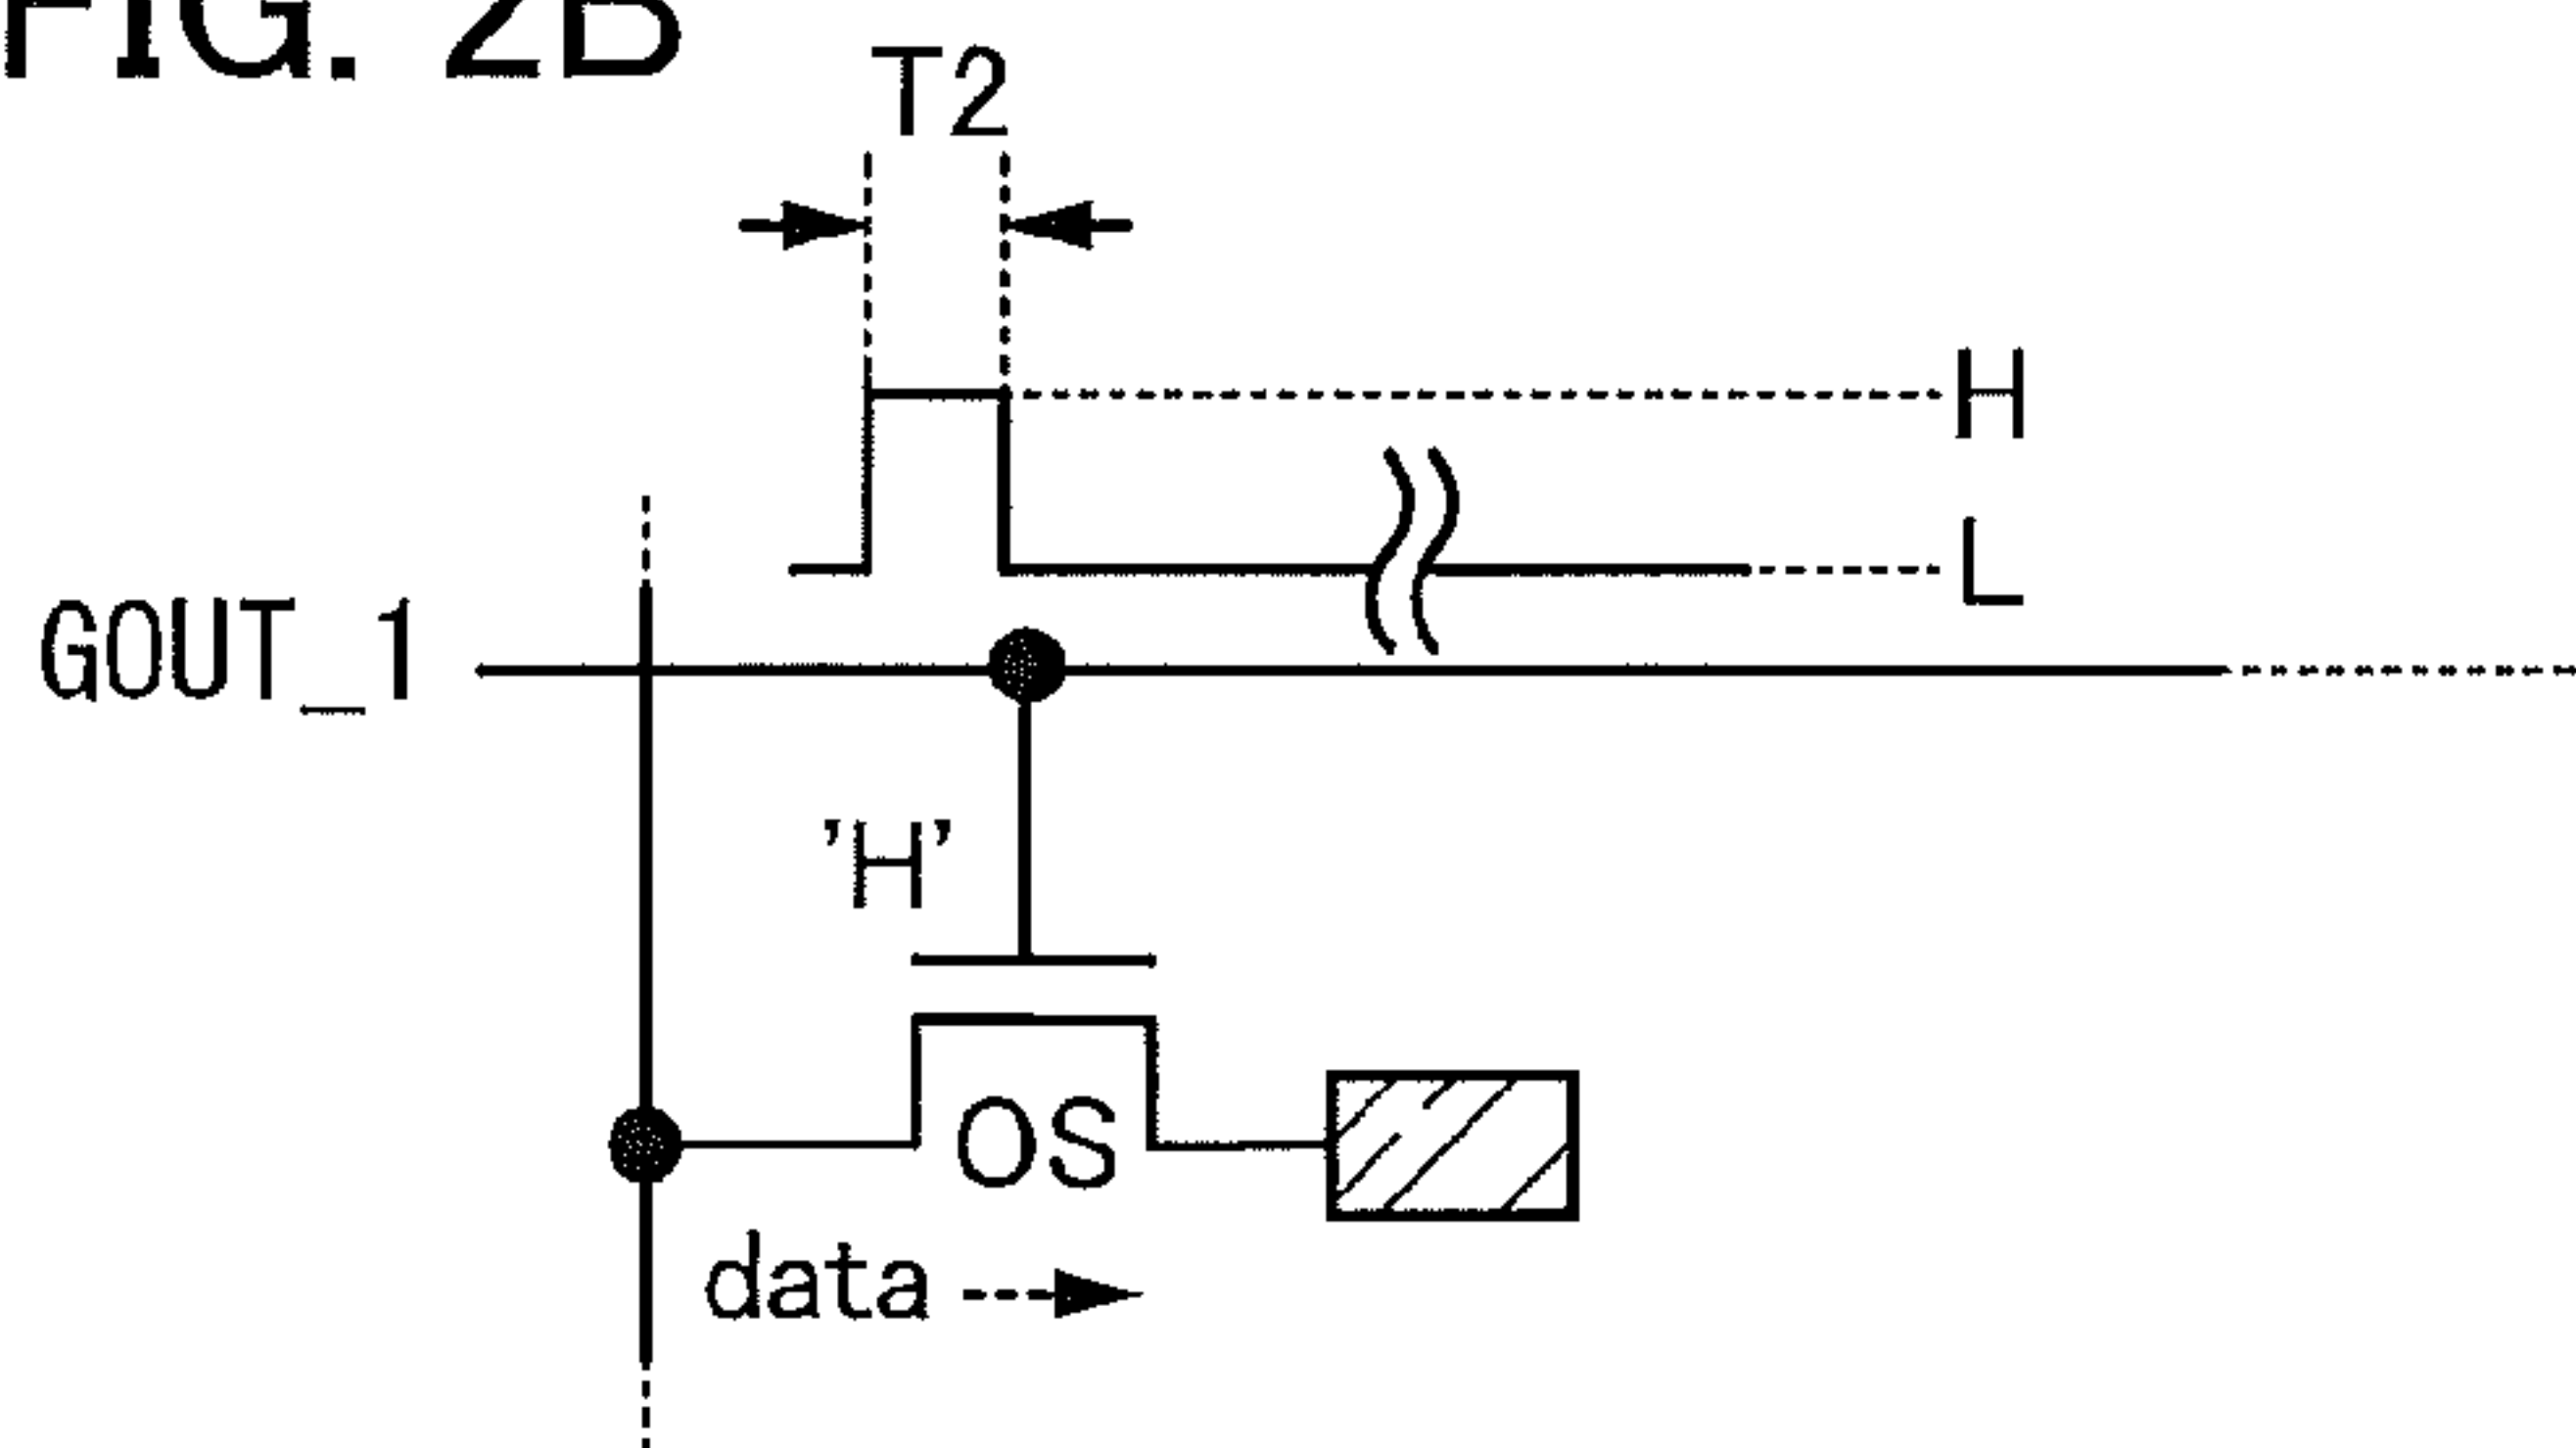 FIG. 2B
T2
H
L
GOUT_1
'H'
OS
data